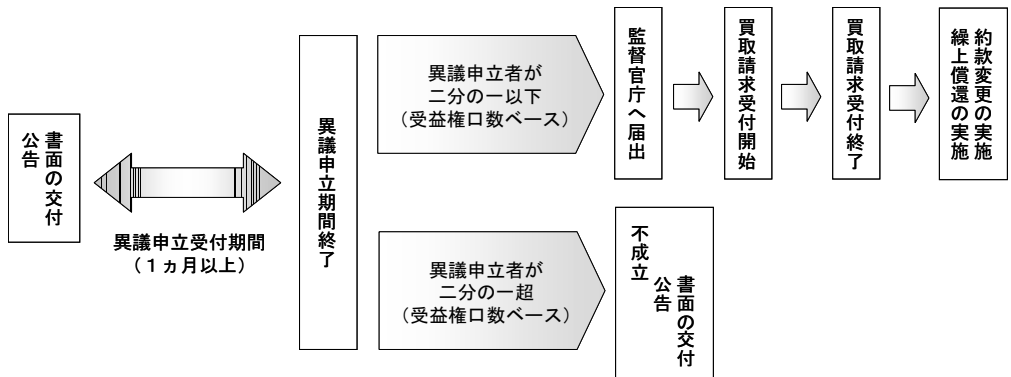 書面の交付
公告
異議申立受付期間
（１ヵ月以上）
異議申立期間終了
異議申立者が
二分の一以下
（受益権口数ベース）
監督官庁へ届出
買取請求受付開始
買取請求受付終了
約款変更の実施
繰上償還の実施
異議申立者が
二分の一超
（受益権口数ベース）
不成立
書面の交付
公告